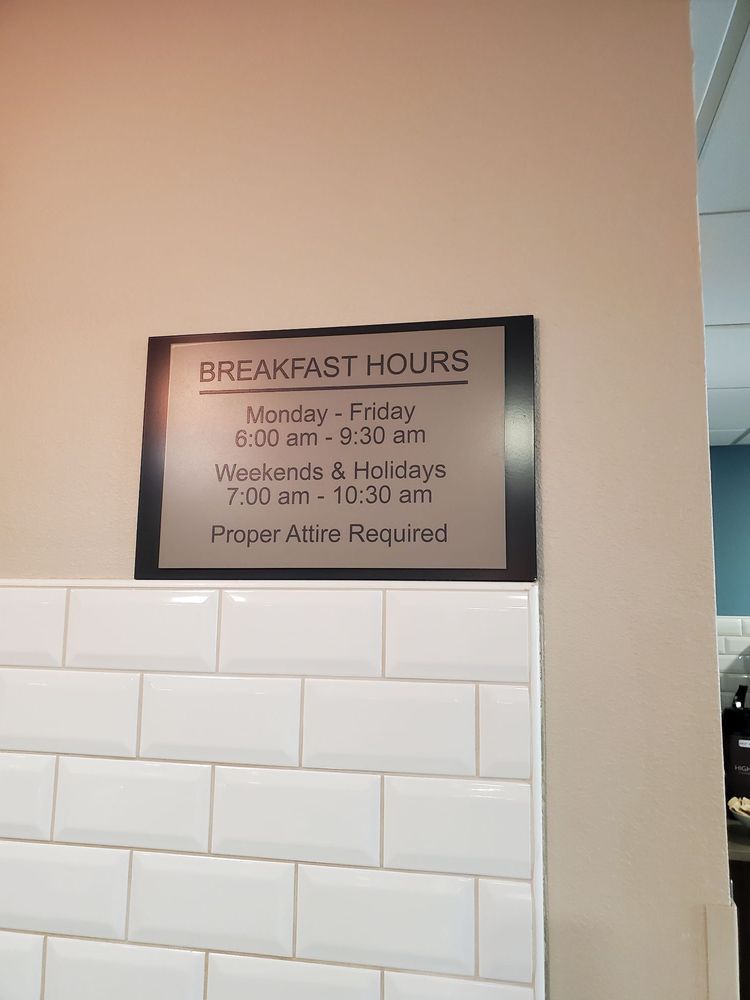 BREAKFAST HOURS
Monday - Friday
6:00 am - 9:30 am
Weekends & Holidays
7:00 am - 10:30 am
Proper Attire Required